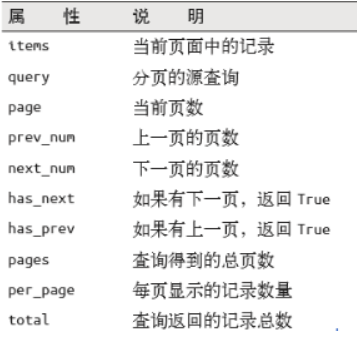 属 性 说 明
items 当前页面中的记录
query 分页的源查询
page 当前页数
prev_num 上一页的页数
next_num 下一页的页数
has_next 如果有下一页，返回 True
has_prev 如果有上一页，返回 True
pages 查询得到的总页数
per_page 每页显示的记录数量
total 查询返回的记录总数